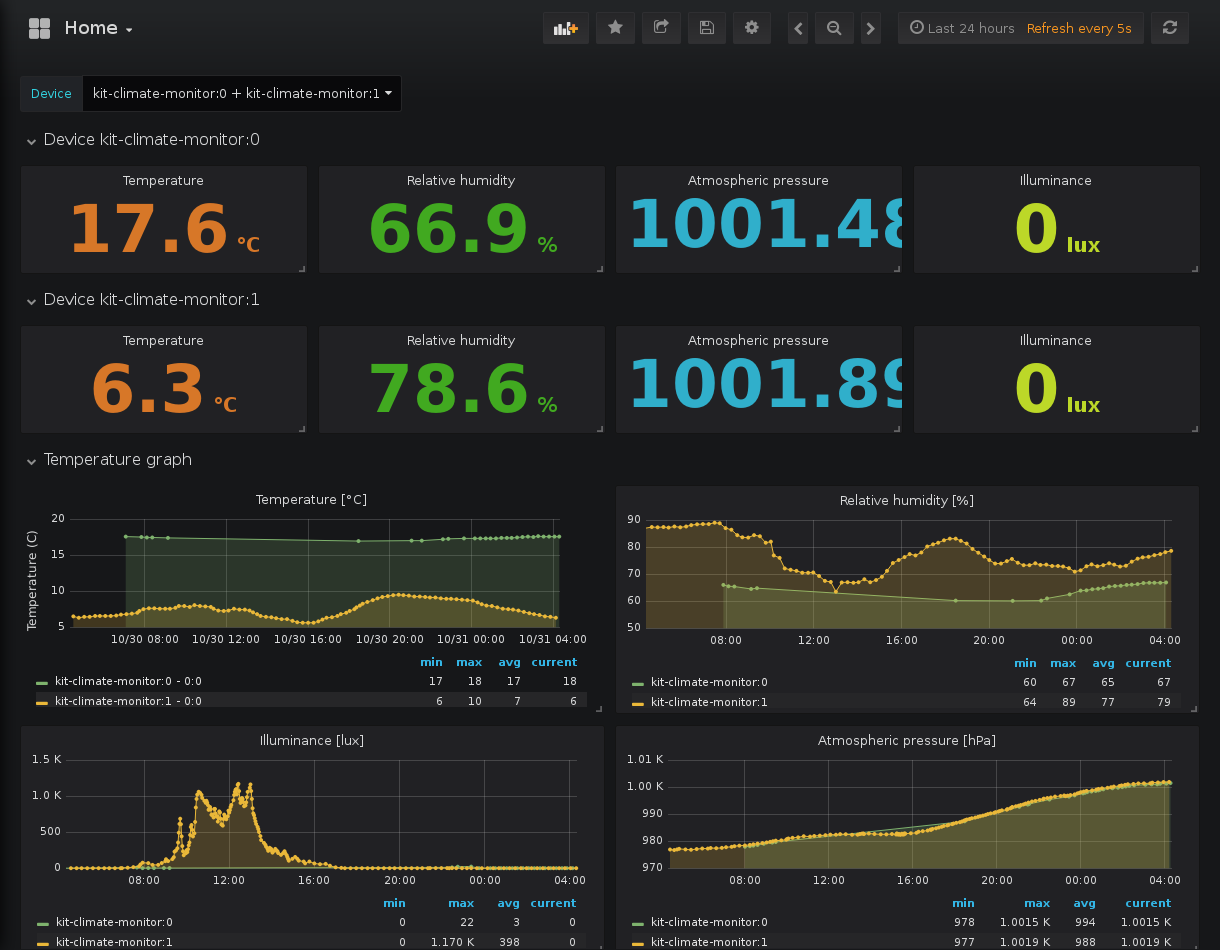 Home
Last 24 hours Refresh every 5s
Device kit-climate-monitor:0 + kit-climate-monitor:1
Device kit-climate-monitor:0
Temperature
17.6 °C
Relative humidity
66.9 %
Atmospheric pressure
1001.48
Illuminance
0 lux
Device kit-climate-monitor:1
Temperature
6.3 °C
Relative humidity
78.6 %
Atmospheric pressure
1001.89
Illuminance
0 lux
Temperature graph
Temperature [°C]
Temperature (C)
20
15
10
5
10/30 08:00 10/30 12:00 10/30 16:00 10/30 20:00 10/31 00:00 10/31 04:00
min max avg current
kit-climate-monitor:0 - 0:0 17 18 17 18
kit-climate-monitor:1 - 0:0 6 10 7 6
Relative humidity [%]
90
80
70
60
50
08:00 12:00 16:00 20:00 00:00 04:00
min max avg current
kit-climate-monitor:0 60 67 65 67
kit-climate-monitor:1 64 89 77 79
Illuminance [lux]
1.5 K
1.0 K
500
0
08:00 12:00 16:00 20:00 00:00 04:00
min max avg current
kit-climate-monitor:0 0 22 3 0
kit-climate-monitor:1 0 1.170 K 398 0
Atmospheric pressure [hPa]
1.01 K
1.00 K
990
980
970
08:00 12:00 16:00 20:00 00:00 04:00
min max avg current
kit-climate-monitor:0 978 1.0015 K 994 1.0015 K
kit-climate-monitor:1 977 1.0019 K 988 1.0019 K